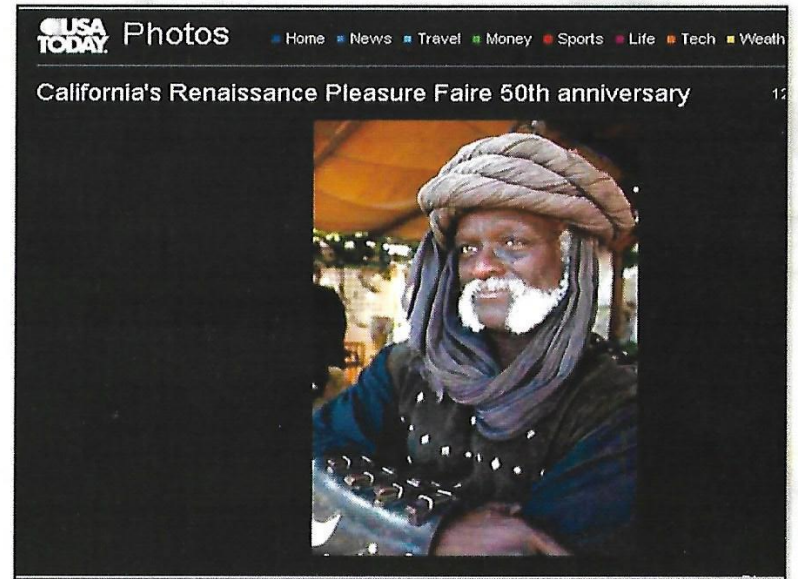 USA
TODAY. Photos
Home News Travel Money Sports Life Tech Weath
California's Renaissance Pleasure Faire 50th anniversary
12